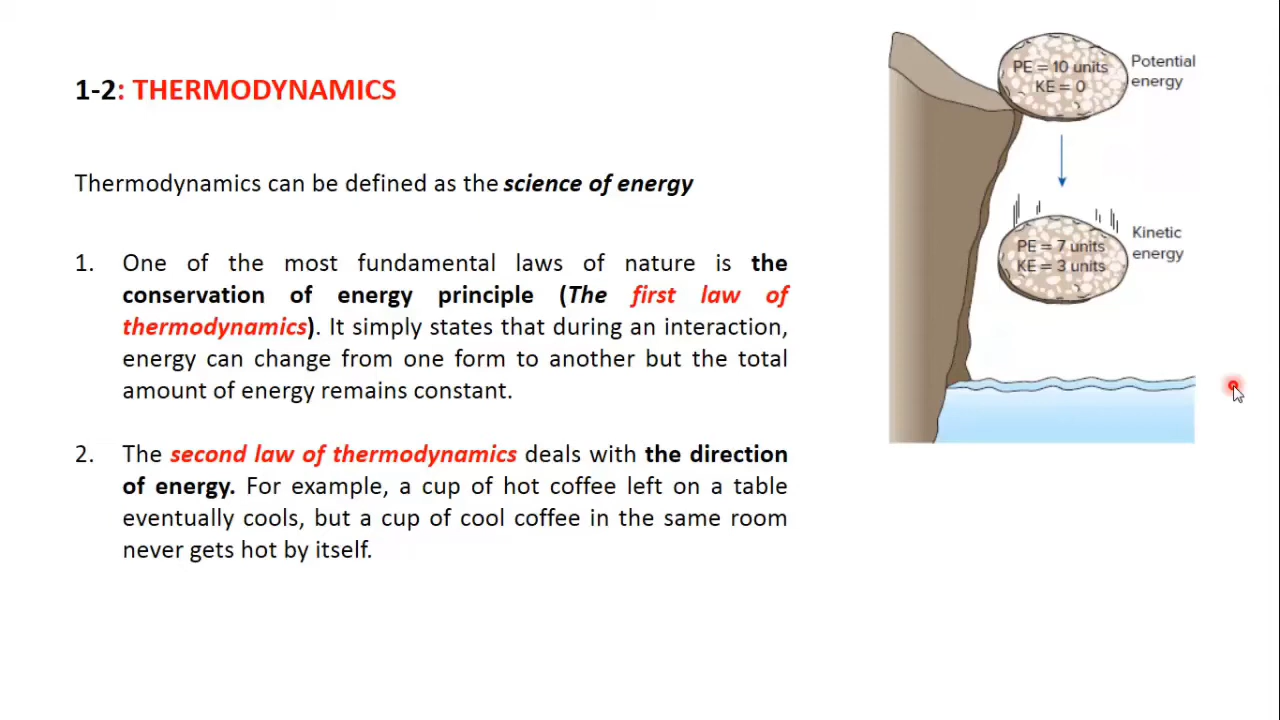 1-2: THERMODYNAMICS
Thermodynamics can be defined as the science of energy
1. One of the most fundamental laws of nature is the
conservation of energy principle (The first law of
thermodynamics). It simply states that during an interaction,
energy can change from one form to another but the total
amount of energy remains constant.
2. The second law of thermodynamics deals with the direction
of energy. For example, a cup of hot coffee left on a table
eventually cools, but a cup of cool coffee in the same room
never gets hot by itself.
PE = 10 units
KE = 0
Potential
energy
PE = 7 units
KE = 3 units
Kinetic
energy